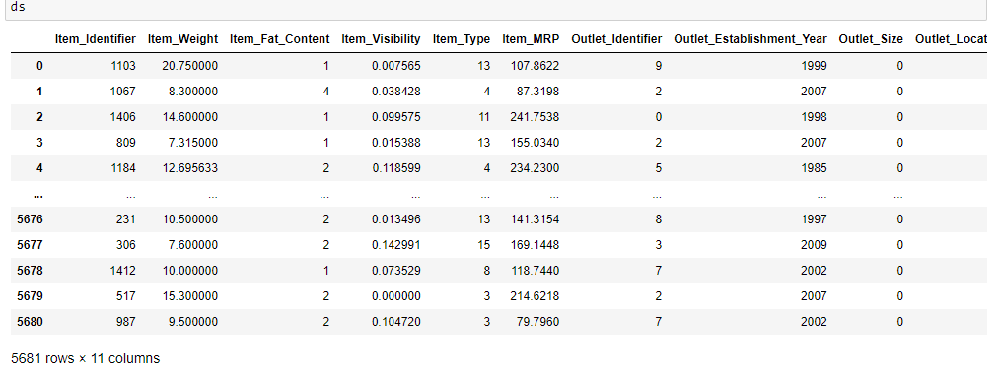 ds
Item_Identifier Item_Weight Item_Fat_Content Item_Visibility Item_Type Item_MRP Outlet_Identifier Outlet_Establishment_Year Outlet_Size Outlet_Locat
0 1103 20.750000 1 0.007565 13 107.8622 9 1999 0
1 1067 8.300000 4 0.038428 4 87.3198 2 2007 0
2 1406 14.600000 1 0.099575 11 241.7538 0 1998 0
3 809 7.315000 1 0.015388 13 155.0340 2 2007 0
4 1184 12.695633 2 0.118599 4 234.2300 5 1985 0
... ... ... ... ... ... ... ... ... ...
5676 231 10.500000 2 0.013496 13 141.3154 8 1997 0
5677 306 7.600000 2 0.142991 15 169.1448 3 2009 0
5678 1412 10.000000 1 0.073529 8 118.7440 7 2002 0
5679 517 15.300000 2 0.000000 3 214.6218 2 2007 0
5680 987 9.500000 2 0.104720 3 79.7960 7 2002 0
5681 rows × 11 columns